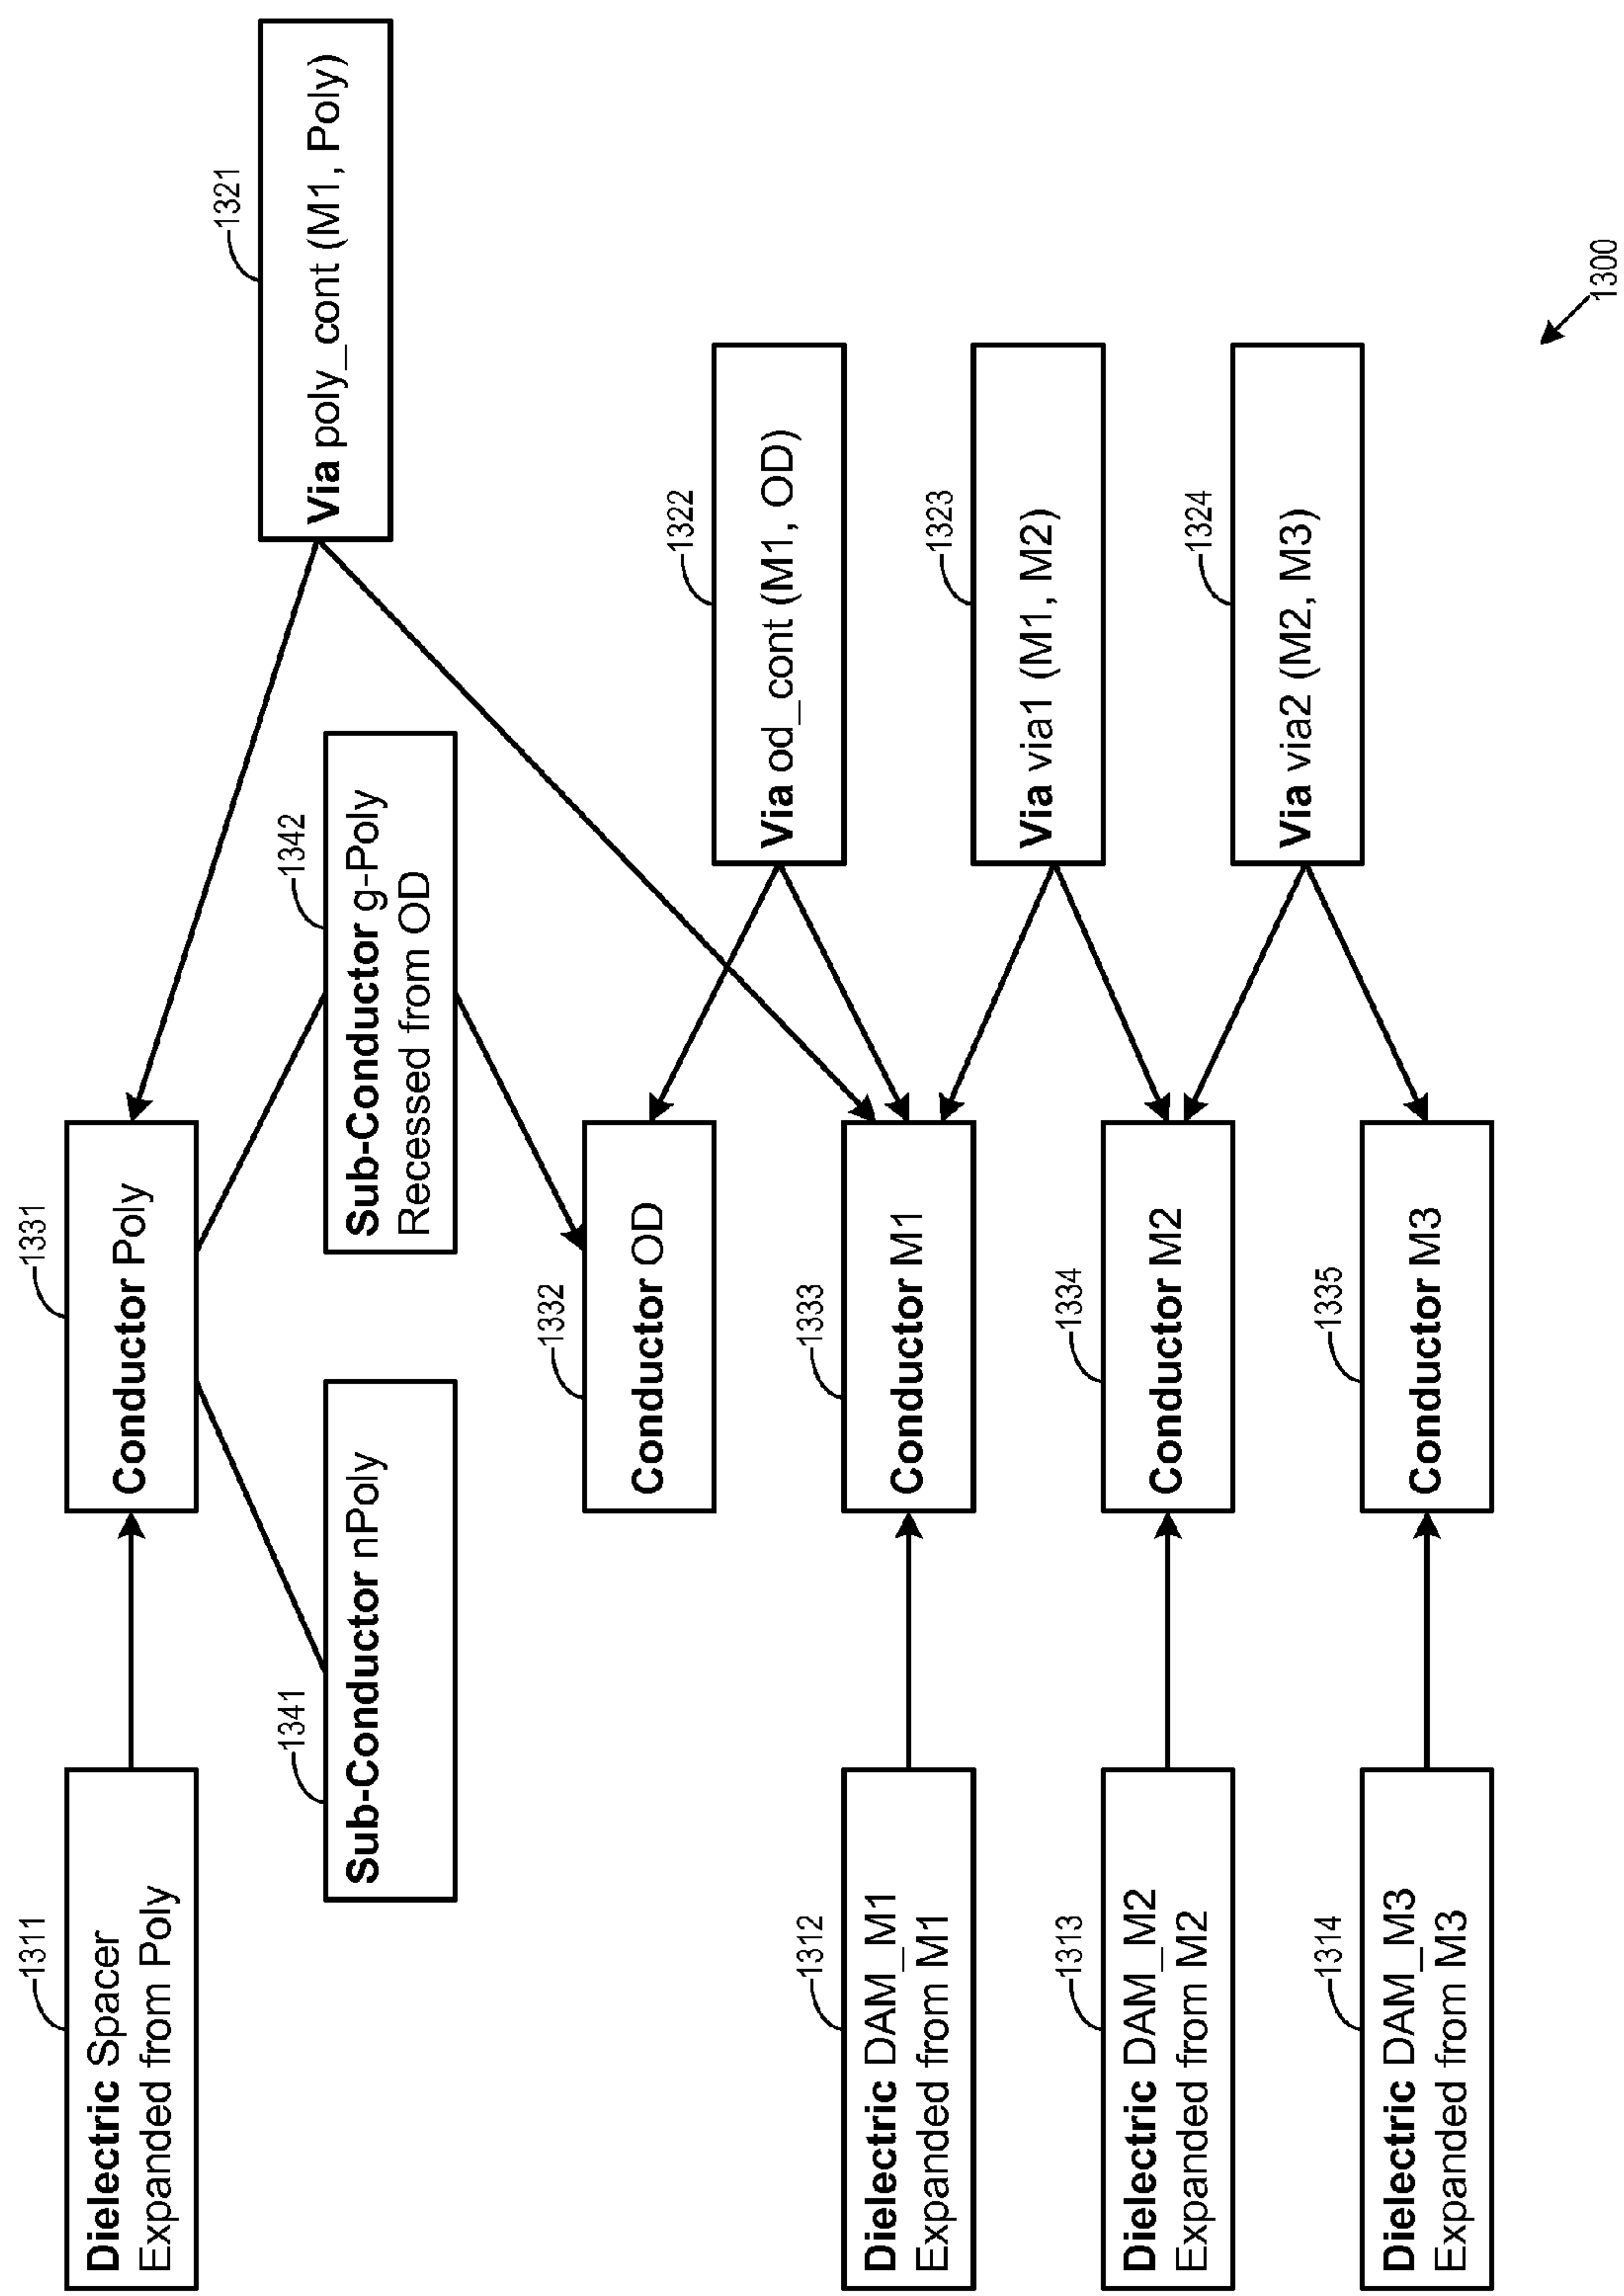 1311
Dielectric Spacer
Expanded from Poly
1331
Conductor Poly
1321
Via poly_cont (M1, Poly)
1341
Sub-Conductor nPoly
1342
Sub-Conductor g-Poly
Recessed from OD
1332
Conductor OD
1322
Via od_cont (M1, OD)
1312
Dielectric DAM_M1
Expanded from M1
1333
Conductor M1
1323
Via via1 (M1, M2)
1313
Dielectric DAM_M2
Expanded from M2
1334
Conductor M2
1324
Via via2 (M2, M3)
1314
Dielectric DAM_M3
Expanded from M3
1335
Conductor M3
1300